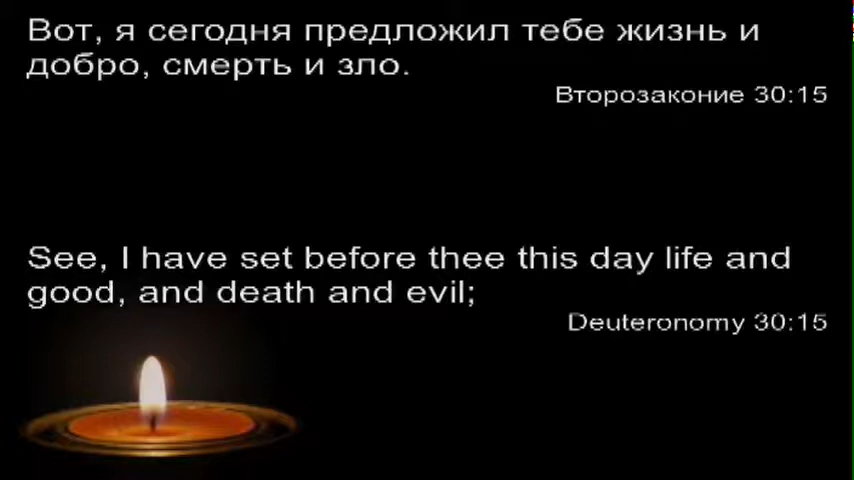 Вот, я сегодня предложил тебе жизнь и
добро, смерть и зло.
Второзаконие 30:15
See, I have set before thee this day life and
good, and death and evil;
Deuteronomy 30:15